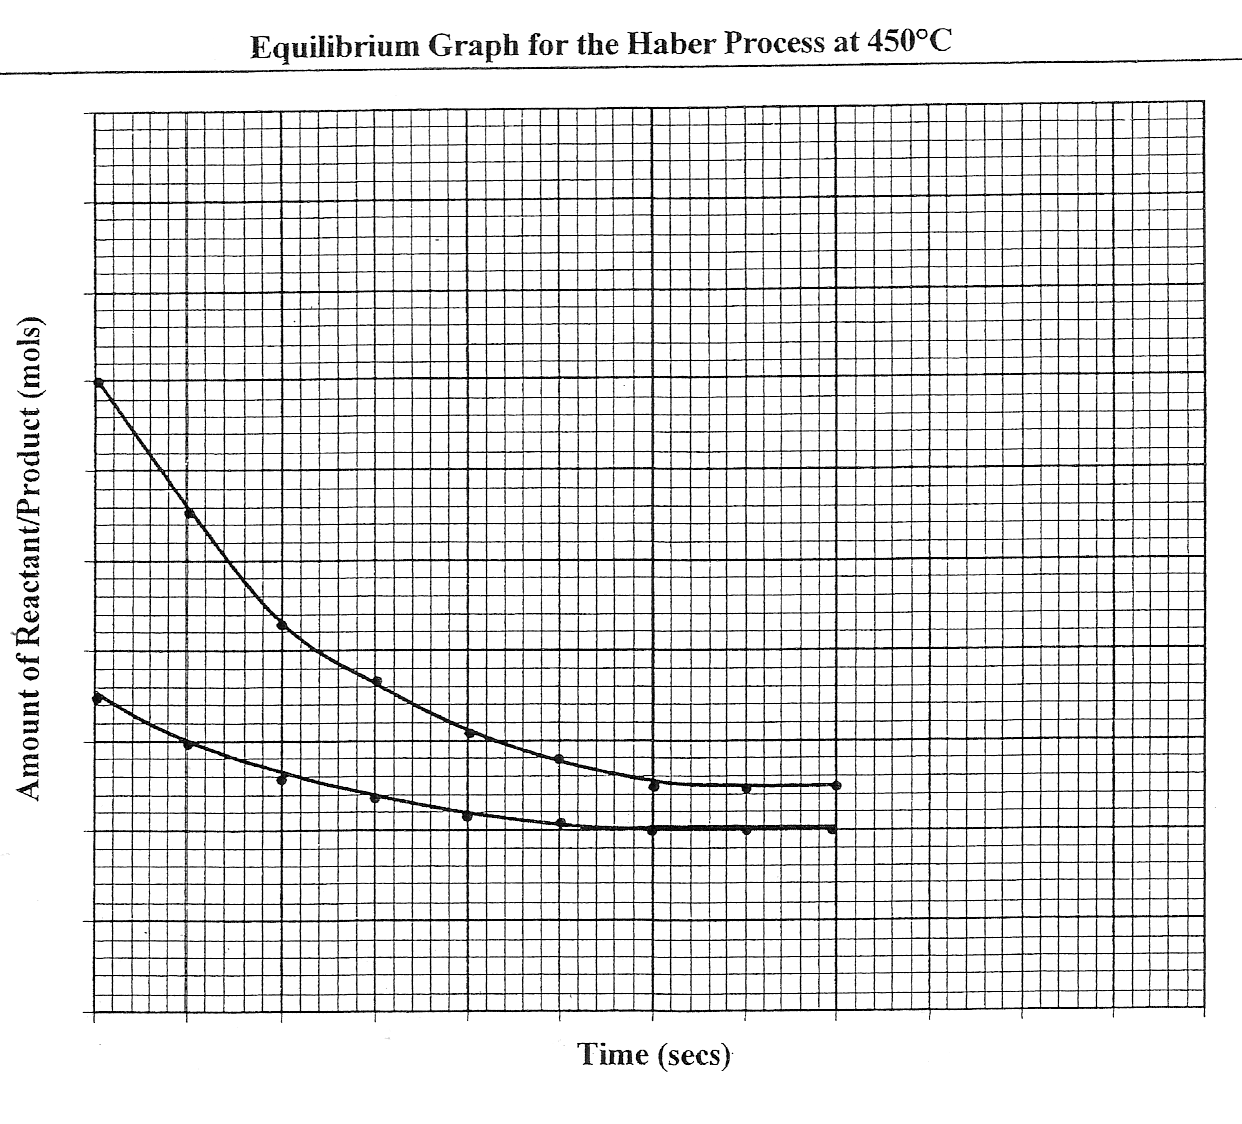 Equilibrium Graph for the Haber Process at 450°C
Amount of Reactant/Product (mols)
Time (secs)